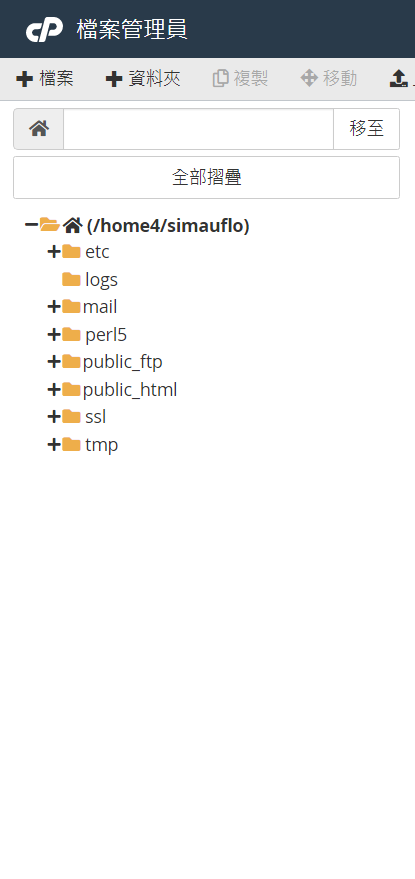 cP 檔案管理員
檔案 資料夾 複製 移動
移至
全部摺疊
(/home4/simauflo)
etc
logs
mail
perl5
public_ftp
public_html
ssl
tmp